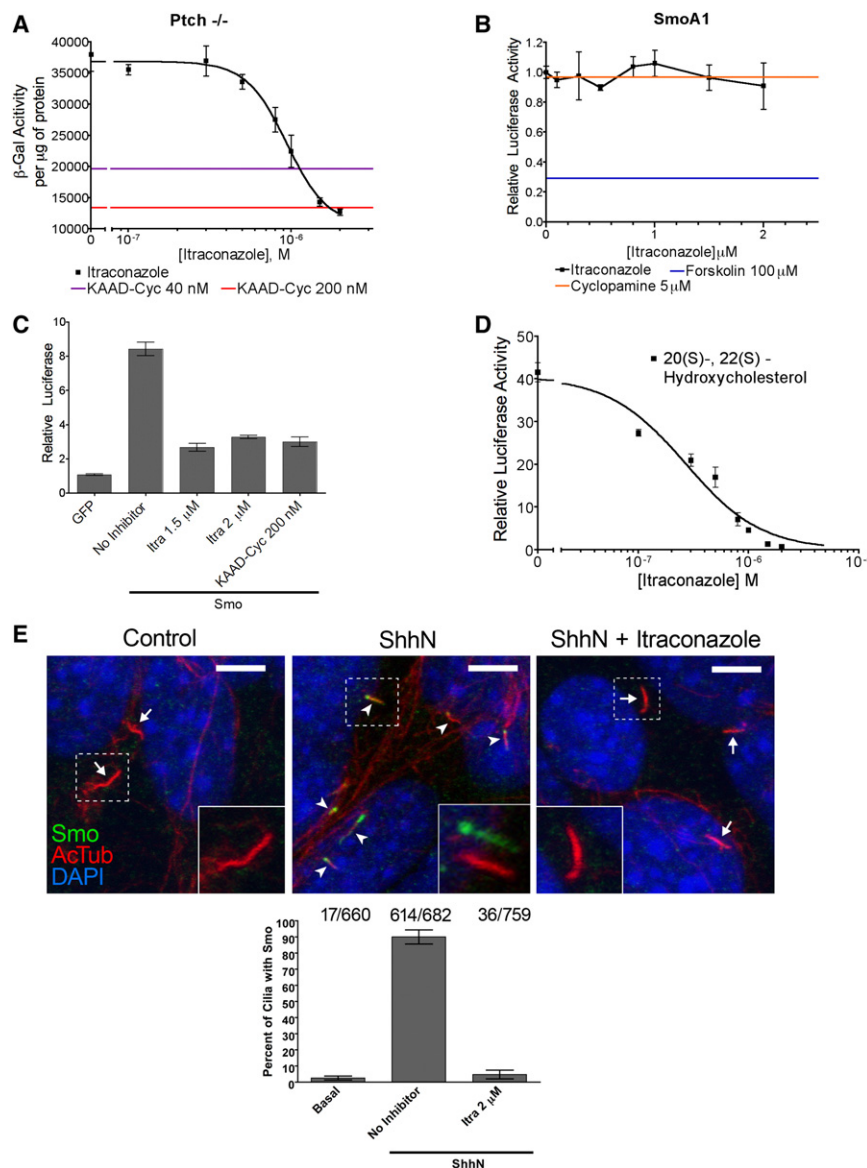 A
Ptch -/-
β-Gal Acitivity
per µg of protein
40000
35000
30000
25000
20000
15000
10000
0
10-7
10-6
[Itraconazole], M
Itraconazole
KAAD-Cyc 40 nM
KAAD-Cyc 200 nM
B
SmoA1
Relative Luciferase Activity
1.4
1.2
1.0
0.8
0.6
0.4
0.2
0.0
0
1
2
[Itraconazole]µM
Itraconazole
Forskolin 100 µM
Cyclopamine 5 µM
C
Relative Luciferase
8
6
4
2
0
GFP
No Inhibitor
Itra 1.5 µM
Itra 2 µM
KAAD-Cyc 200 nM
Smo
D
20(S)-, 22(S) -
Hydroxycholesterol
Relative Luciferase Activity
50
40
30
20
10
0
0
10-7
10-6
10-
[Itraconazole] M
E
Control
ShhN
ShhN + Itraconazole
Smo
AcTub
DAPI
17/660
614/682
36/759
Percent of Cilia with Smo
100
90
80
70
60
50
40
30
20
10
0
Basal
No Inhibitor
Itra 2 µM
ShhN